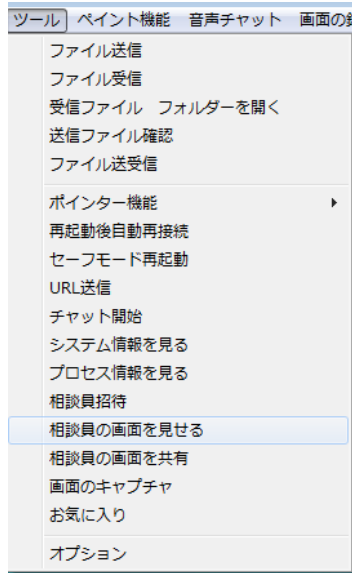 ツール ペイント機能 音声チャット 画面の
ファイル送信
ファイル受信
受信ファイル　フォルダーを開く
送信ファイル確認
ファイル送受信
ポインター機能
再起動後自動再接続
セーフモード再起動
URL送信
チャット開始
システム情報を見る
プロセス情報を見る
相談員招待
相談員の画面を見せる
相談員の画面を共有
画面のキャプチャ
お気に入り
オプション